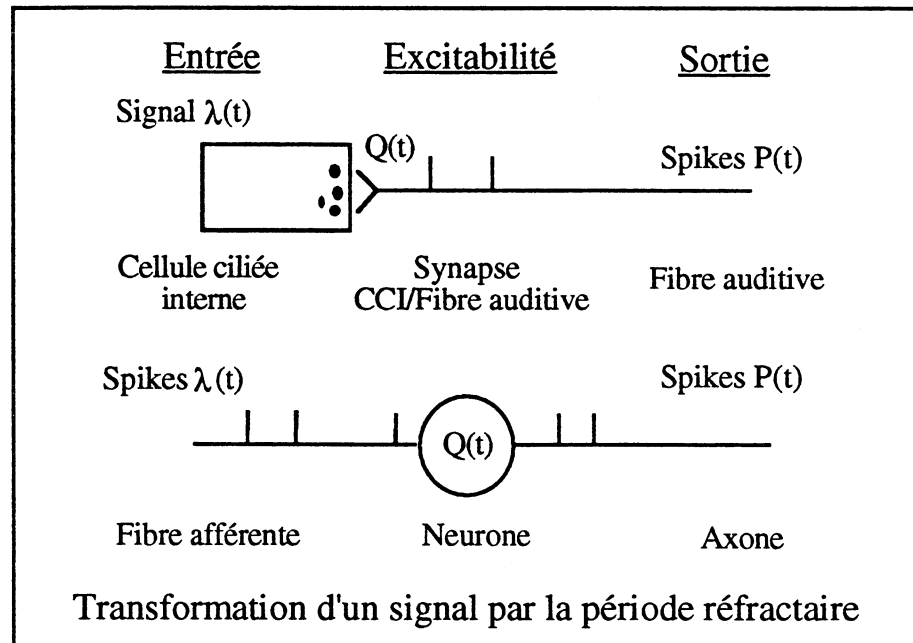 Entrée Excitabilité Sortie
Signal λ(t)
Q(t)
Spikes P(t)
Cellule ciliée
interne
Synapse
CCI/Fibre auditive
Fibre auditive
Spikes λ(t)
Spikes P(t)
Q(t)
Fibre afférente Neurone Axone
Transformation d'un signal par la période réfractaire